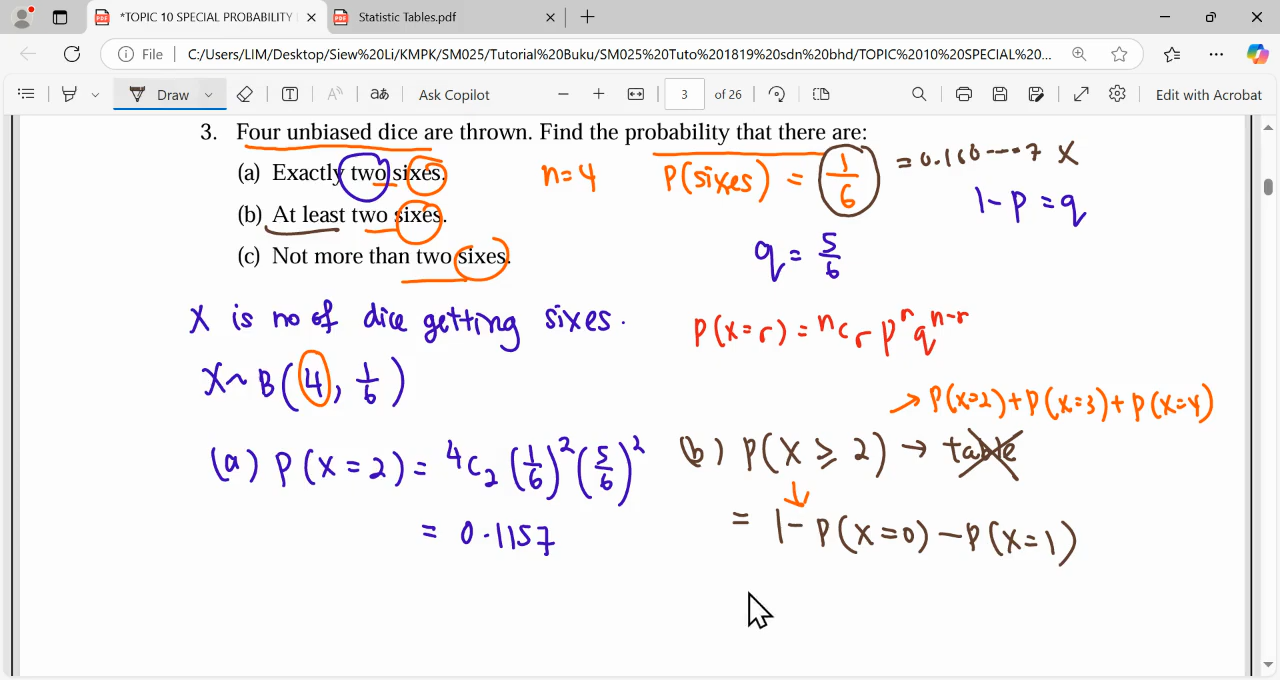 *TOPIC 10 SPECIAL PROBABILITY
Statistic Tables.pdf
File
C:/Users/LIM/Desktop/Siew%20Li/KMPK/SM025/Tutorial%20Buku/SM025%20Tuto%201819%20sdn%20bhd/TOPIC%2010%20SPECIAL%20...
Draw
Ask Copilot
3 of 26
Edit with Acrobat
3. Four unbiased dice are thrown. Find the probability that there are:
(a) Exactly two sixes.
n=4 P(sixes) = 1/6 = 0.160----7 X
1-P = q
(b) At least two sixes.
q = 5/6
(c) Not more than two sixes.
X is no of dice getting sixes.
P(X=r) = ⁿCᵣ pʳ qⁿ⁻ʳ
X~B(4, 1/6)
→ P(X=2)+P(X=3)+P(X=4)
(a) P(X=2) = ⁴C₂ (1/6)² (5/6)²
= 0.1157
(b) P(X ≥ 2) → table
= 1- P(X=0) - P(X=1)